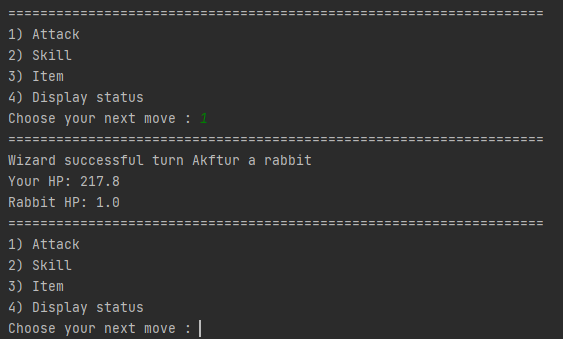 ===================================================================
1) Attack
2) Skill
3) Item
4) Display status
Choose your next move : 1
===================================================================
Wizard successful turn Akftur a rabbit
Your HP: 217.8
Rabbit HP: 1.0
===================================================================
1) Attack
2) Skill
3) Item
4) Display status
Choose your next move :